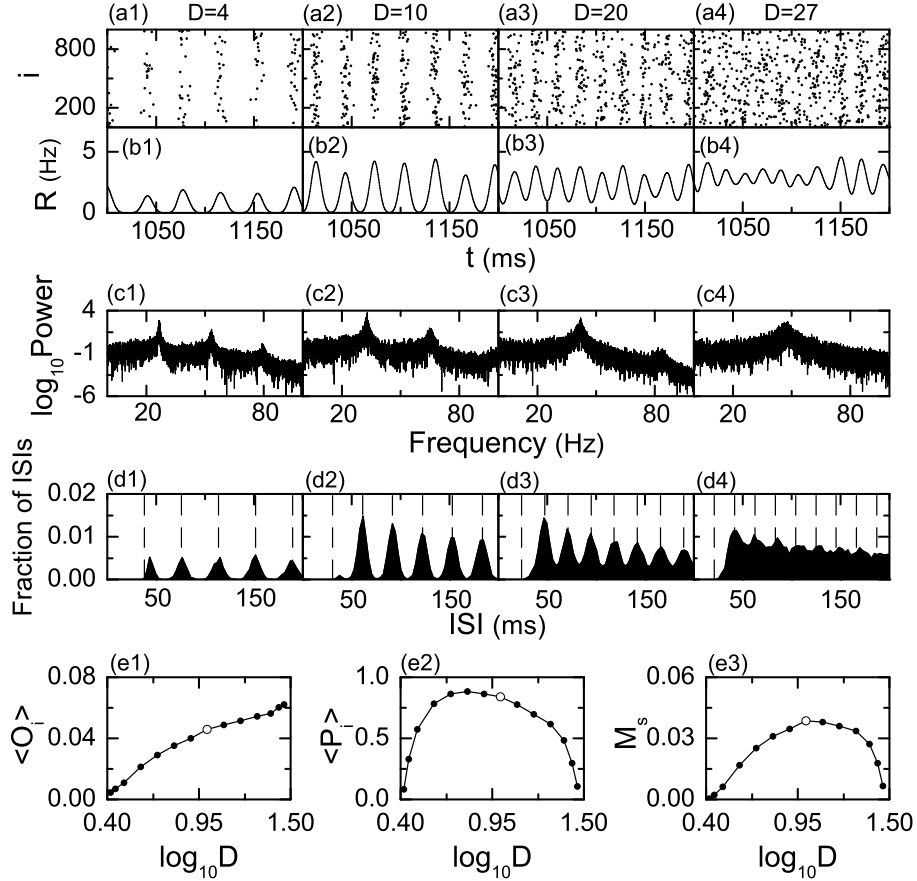 (a1) D=4 (a2) D=10 (a3) D=20 (a4) D=27
800
i
200
(b1) (b2) (b3) (b4)
5
R (Hz)
0
1050 1150 1050 1150 1050 1150 1050 1150
t (ms)
(c1) (c2) (c3) (c4)
4
log10Power
-1
-6
20 80 20 80 20 80 20 80
Frequency (Hz)
(d1) (d2) (d3) (d4)
0.02
Fraction of ISIs
0.01
0.00
50 150 50 150 50 150 50 150
ISI (ms)
(e1) (e2) (e3)
0.08 1.0 0.06
<Oi> <Pi> Ms
0.04 0.5 0.03
0.00 0.0 0.00
0.40 0.95 1.50 0.40 0.95 1.50 0.40 0.95 1.50
log10D log10D log10D